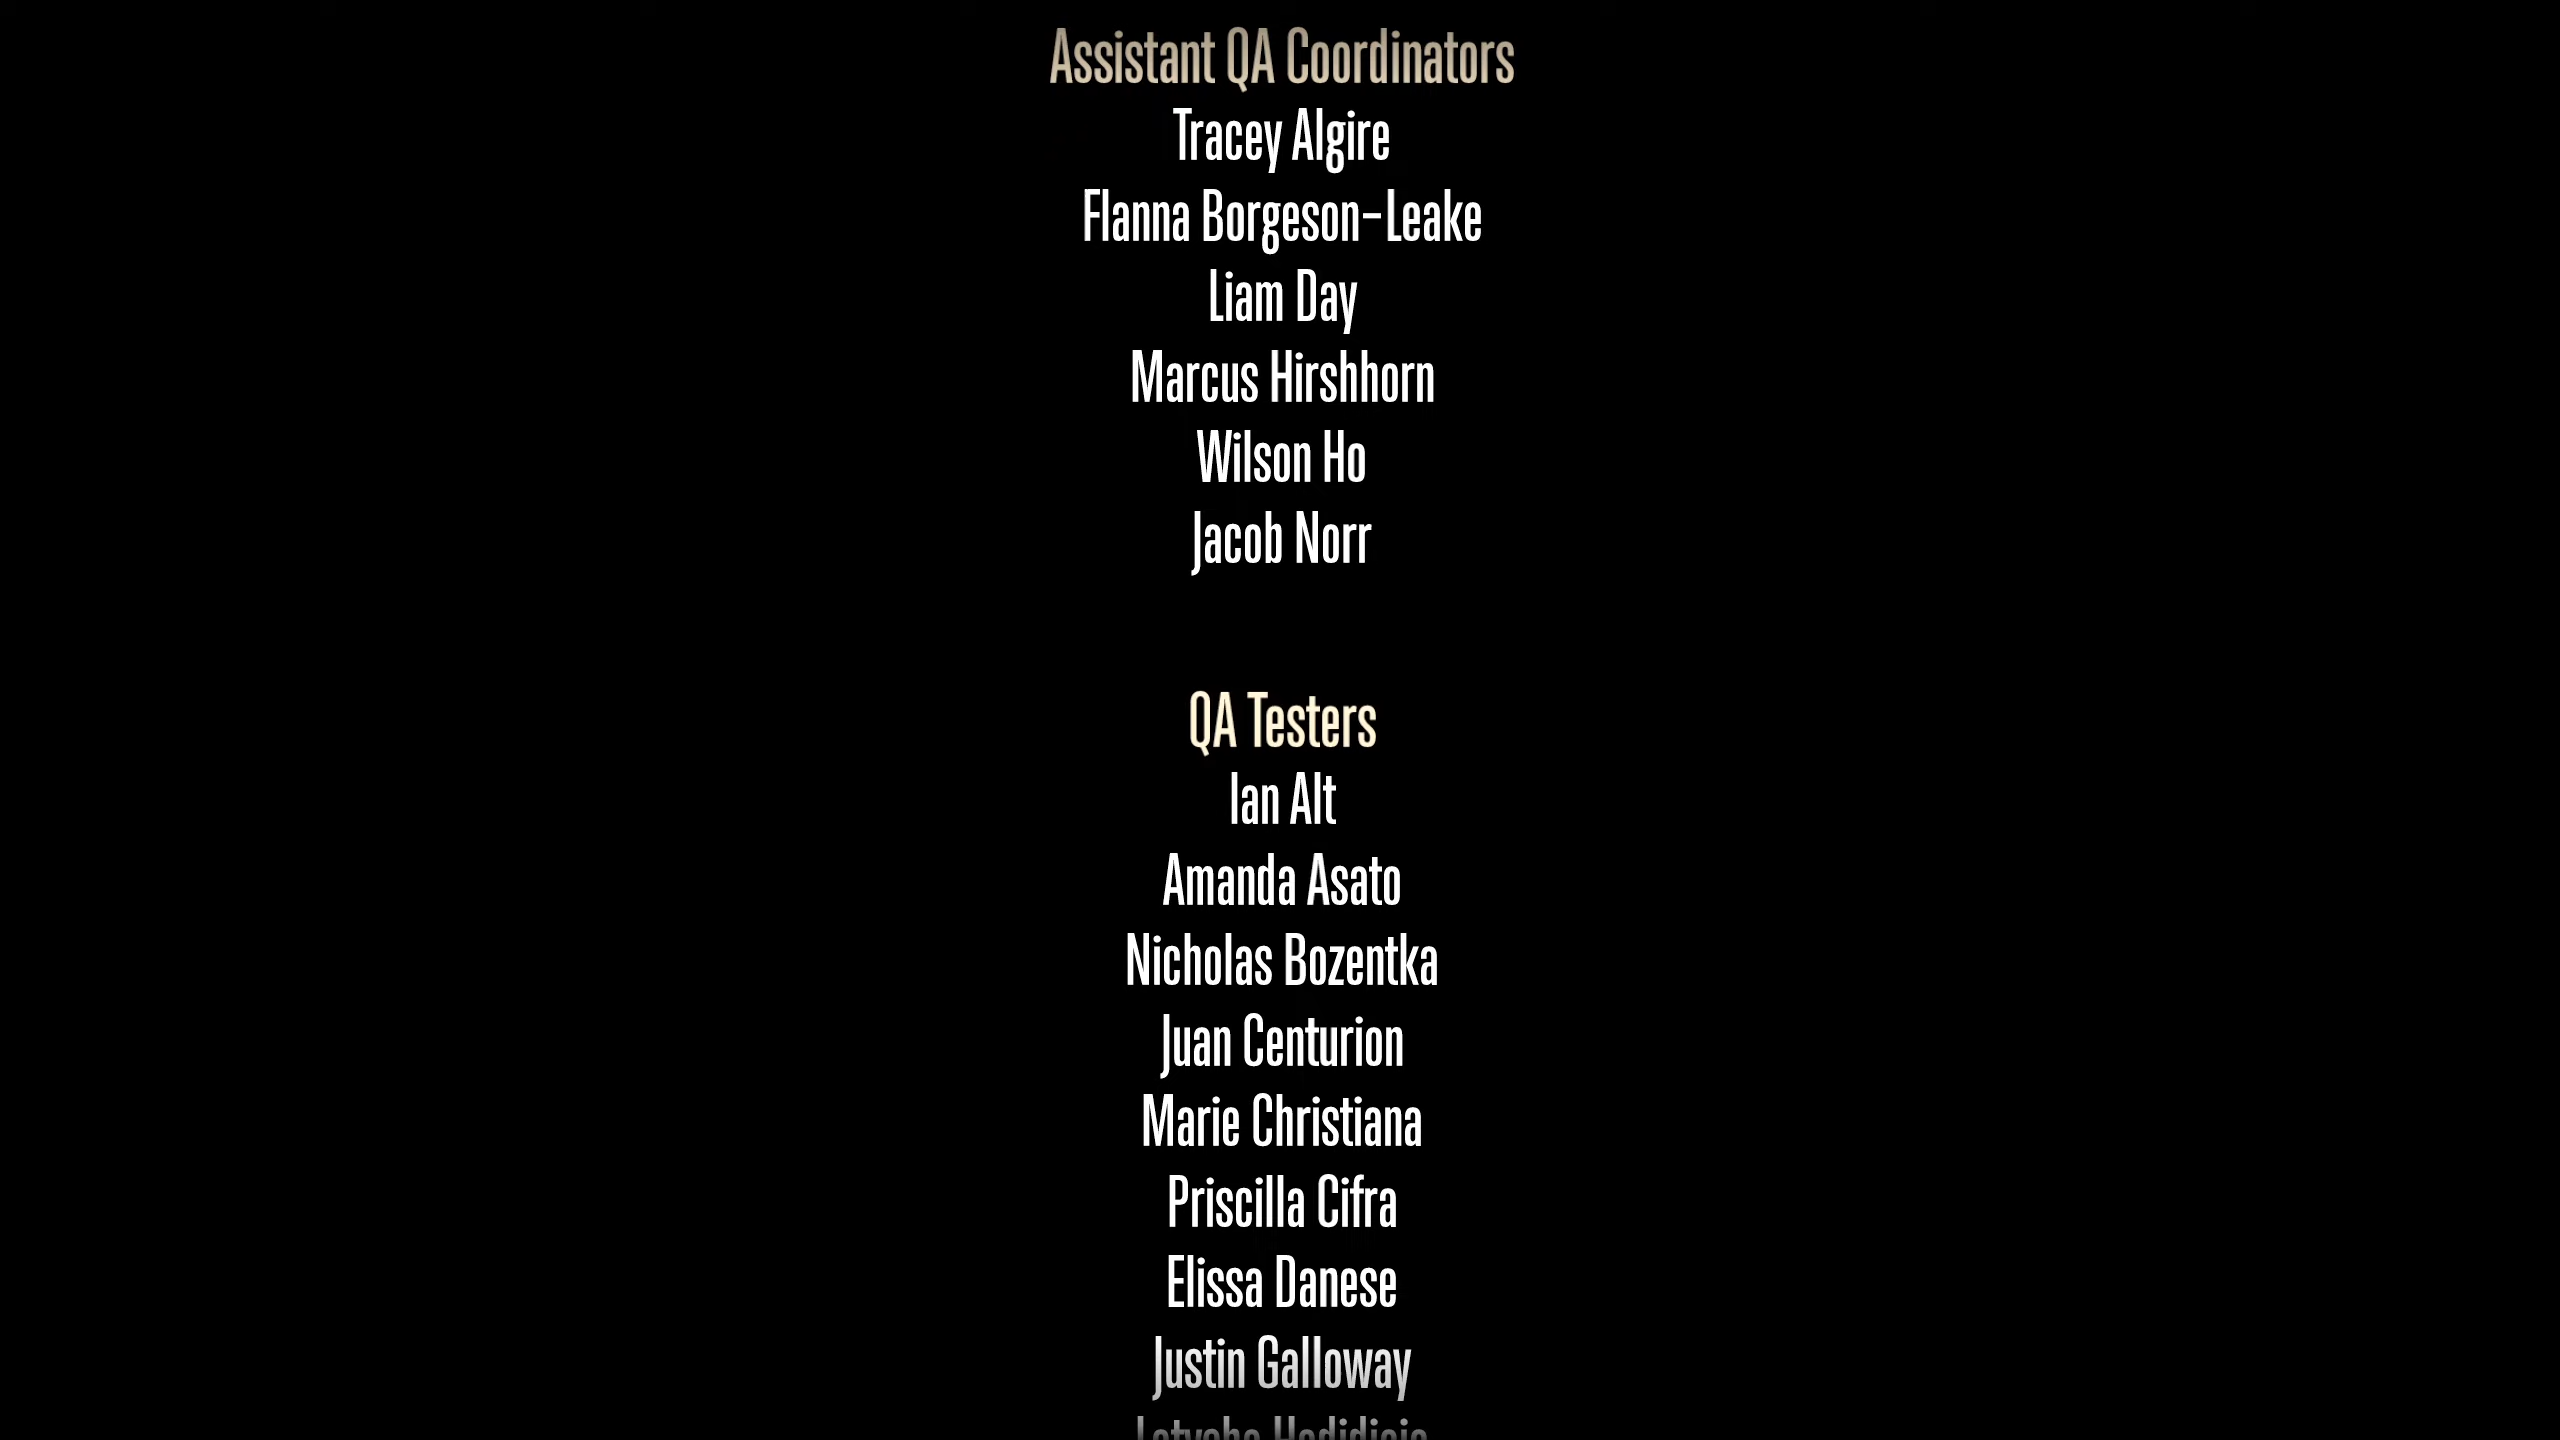 Assistant QA Coordinators
Tracey Algire
Flanna Borgeson-Leake
Liam Day
Marcus Hirshhorn
Wilson Ho
Jacob Norr
QA Testers
Ian Alt
Amanda Asato
Nicholas Bozentka
Juan Centurion
Marie Christiana
Priscilla Cifra
Elissa Danese
Justin Galloway